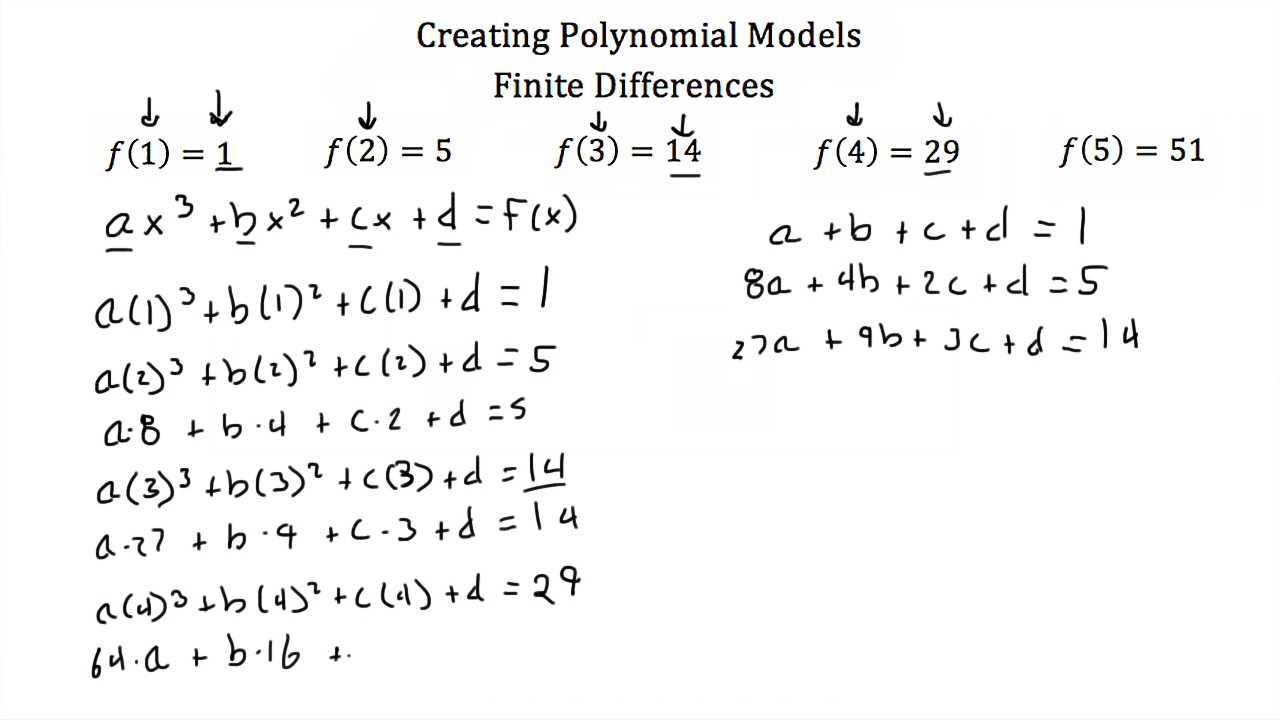 Creating Polynomial Models
Finite Differences
f(1) = 1 f(2) = 5 f(3) = 14 f(4) = 29 f(5) = 51
ax³ + bx² + cx + d = f(x)
a(1)³ + b(1)² + c(1) + d = 1
a(2)³ + b(2)² + c(2) + d = 5
a·8 + b·4 + c·2 + d = 5
a(3)³ + b(3)² + c(3) + d = 14
a·27 + b·9 + c·3 + d = 14
a(4)³ + b(4)² + c(4) + d = 29
64·a + b·16 +
a + b + c + d = 1
8a + 4b + 2c + d = 5
27a + 9b + 3c + d = 14